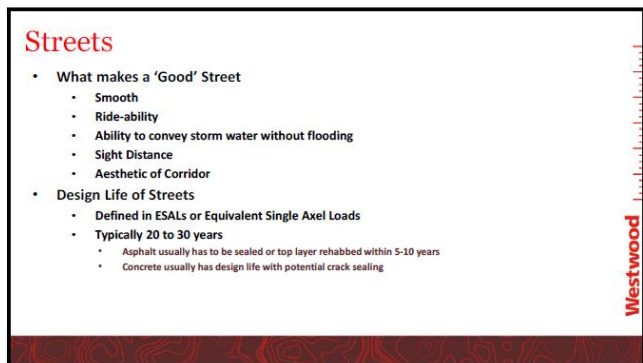 Streets
• What makes a ‘Good’ Street
• Smooth
• Ride-ability
• Ability to convey storm water without flooding
• Sight Distance
• Aesthetic of Corridor
• Design Life of Streets
• Defined in ESALs or Equivalent Single Axel Loads
• Typically 20 to 30 years
• Asphalt usually has to be sealed or top layer rehabbed within 5-10 years
• Concrete usually has design life with potential crack sealing
Westwood